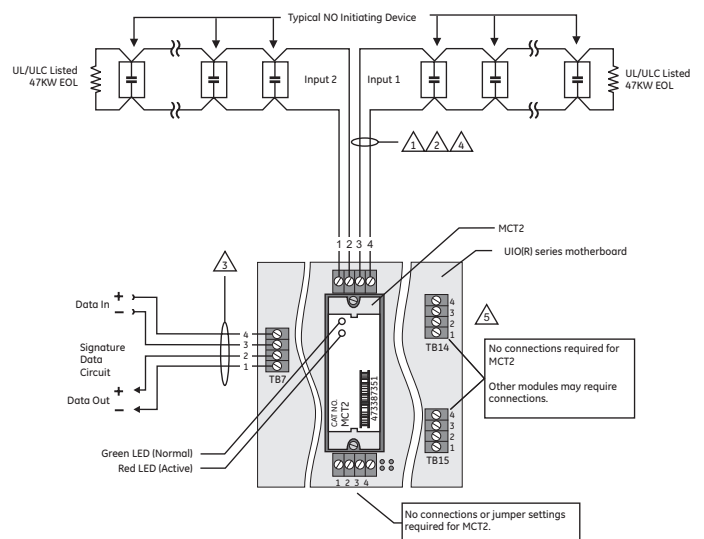 Typical NO Initiating Device
UL/ULC Listed
47KW EOL
Input 2
Input 1
UL/ULC Listed
47KW EOL
1 2 4
1 2 3 4
MCT2
UIO(R) series motherboard
3
Data In
+
−
Signature
Data
Circuit
+
Data Out
−
4
3
2
1
TB7
CAT NO.
MCT2
473387351
4
3
2
1
TB14
5
No connections required for
MCT2
Other modules may require
connections.
4
3
2
1
TB15
Green LED (Normal)
Red LED (Active)
1 2 3 4
No connections or jumper settings
required for MCT2.